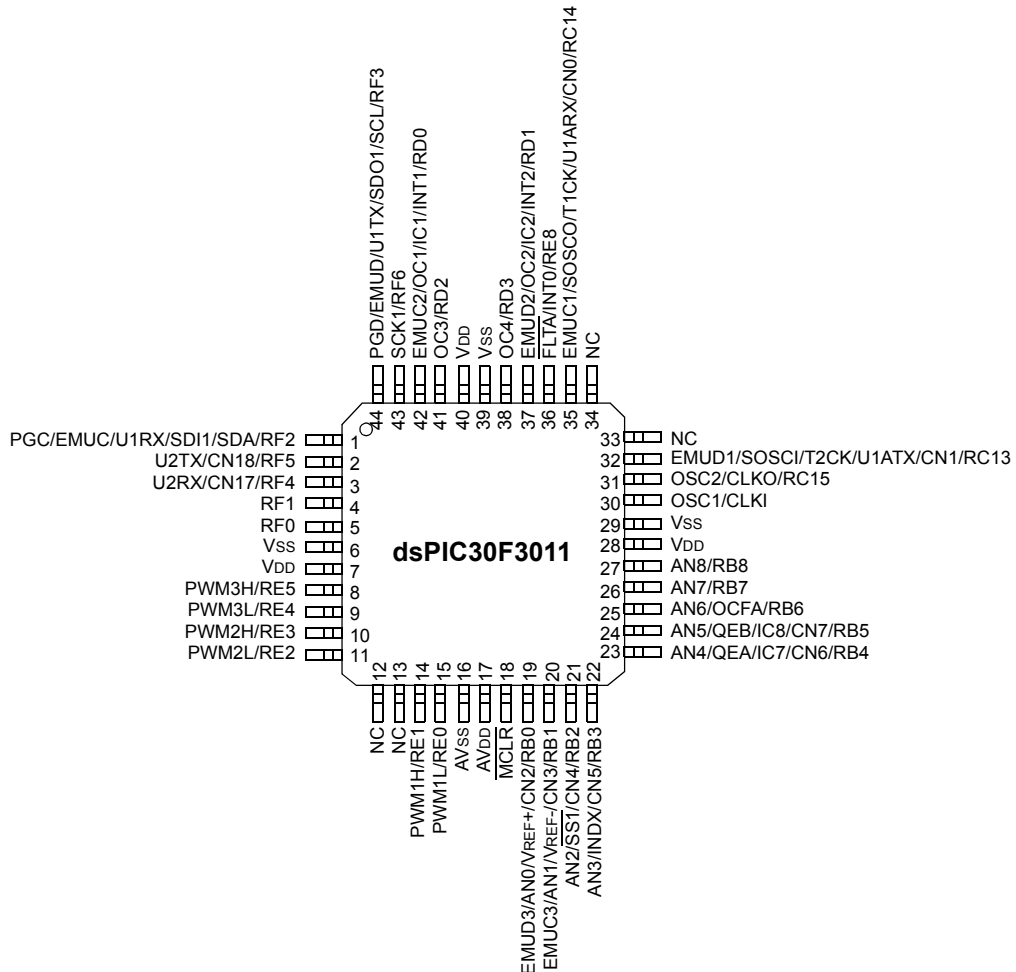 PGD/EMUD/U1TX/SDO1/SCL/RF3
SCK1/RF6
EMUC2/OC1/IC1/INT1/RD0
OC3/RD2
VDD
VSS
OC4/RD3
EMUD2/OC2/IC2/INT2/RD1
FLTA/INT0/RE8
EMUC1/SOSCO/T1CK/U1ARX/CN0/RC14
NC
44
43
42
41
40
39
38
37
36
35
34
PGC/EMUC/U1RX/SDI1/SDA/RF2 1
U2TX/CN18/RF5 2
U2RX/CN17/RF4 3
RF1 4
RF0 5
VSS 6
VDD 7
PWM3H/RE5 8
PWM3L/RE4 9
PWM2H/RE3 10
PWM2L/RE2 11
dsPIC30F3011
33 NC
32 EMUD1/SOSCI/T2CK/U1ATX/CN1/RC13
31 OSC2/CLKO/RC15
30 OSC1/CLKI
29 VSS
28 VDD
27 AN8/RB8
26 AN7/RB7
25 AN6/OCFA/RB6
24 AN5/QEB/IC8/CN7/RB5
23 AN4/QEA/IC7/CN6/RB4
12
13
14
15
16
17
18
19
20
21
22
NC
NC
PWM1H/RE1
PWM1L/RE0
AVSS
AVDD
MCLR
EMUD3/AN0/VREF+/CN2/RB0
EMUC3/AN1/VREF-/CN3/RB1
AN2/SS1/CN4/RB2
AN3/INDX/CN5/RB3